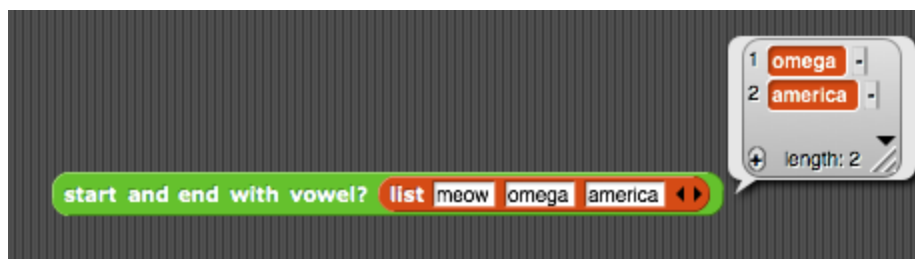 1 omega -
2 america -
+ length: 2
start and end with vowel? list meow omega america